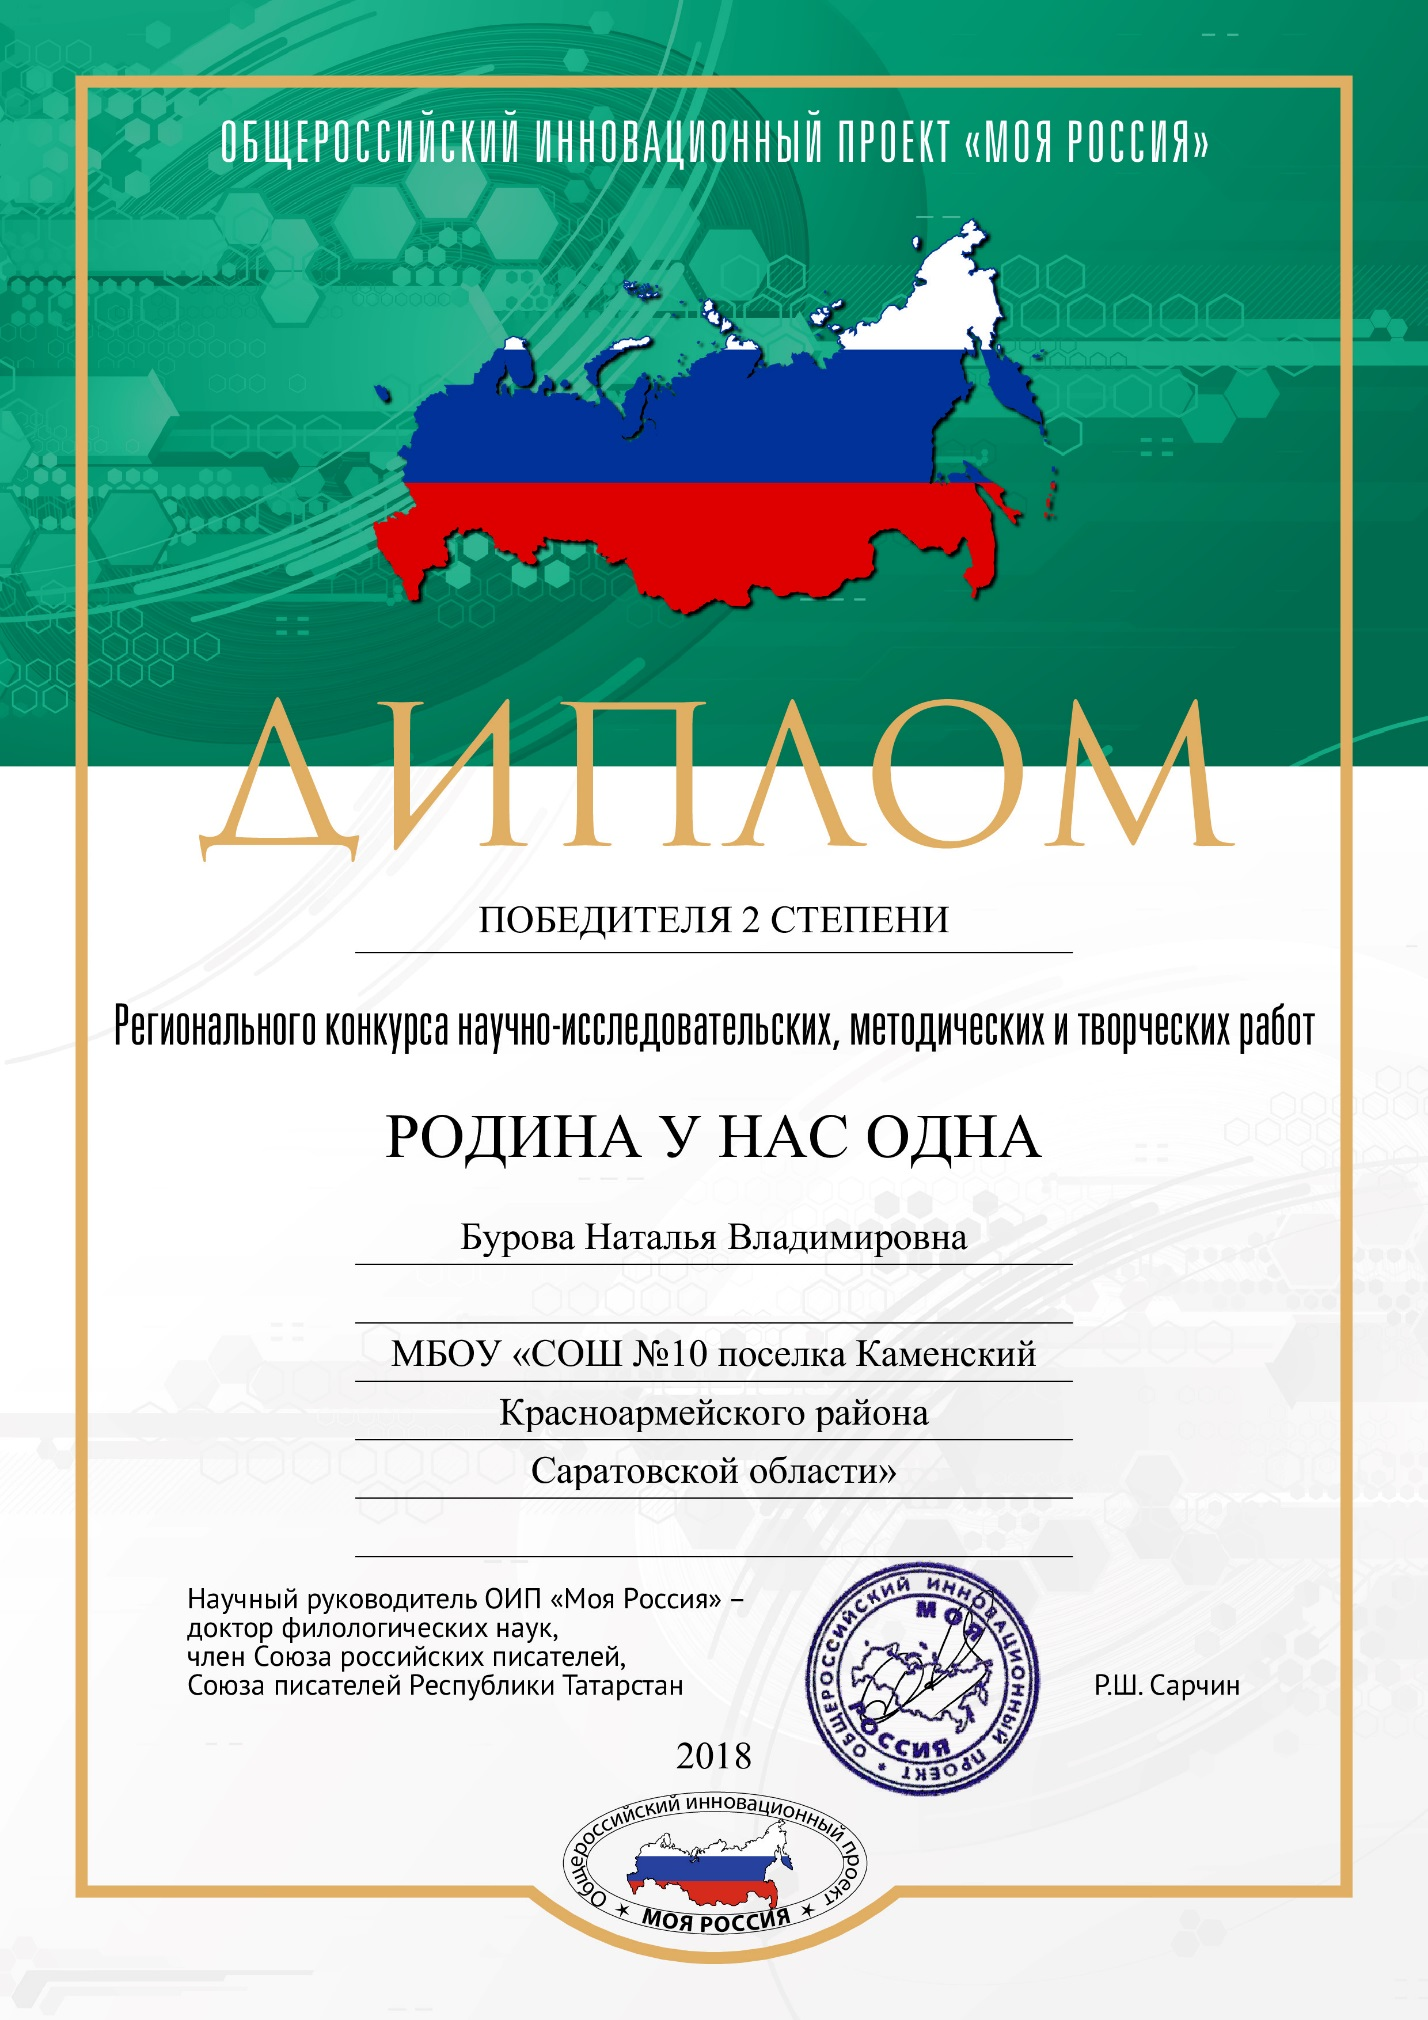 ОБЩЕРОССИЙСКИЙ ИННОВАЦИОННЫЙ ПРОЕКТ «МОЯ РОССИЯ»
ДИПЛОМ
ПОБЕДИТЕЛЯ 2 СТЕПЕНИ
Регионального конкурса научно-исследовательских, методических и творческих работ
РОДИНА У НАС ОДНА
Бурова Наталья Владимировна
МБОУ «СОШ №10 поселка Каменский
Красноармейского района
Саратовской области»
Научный руководитель ОИП «Моя Россия» –
доктор филологических наук,
член Союза российских писателей,
Союза писателей Республики Татарстан
ОБЩЕРОССИЙСКИЙ ИННОВАЦИОННЫЙ ПРОЕКТ
МОЯ
РОССИЯ
Р.Ш. Сарчин
2018
Общероссийский инновационный проект
МОЯ РОССИЯ